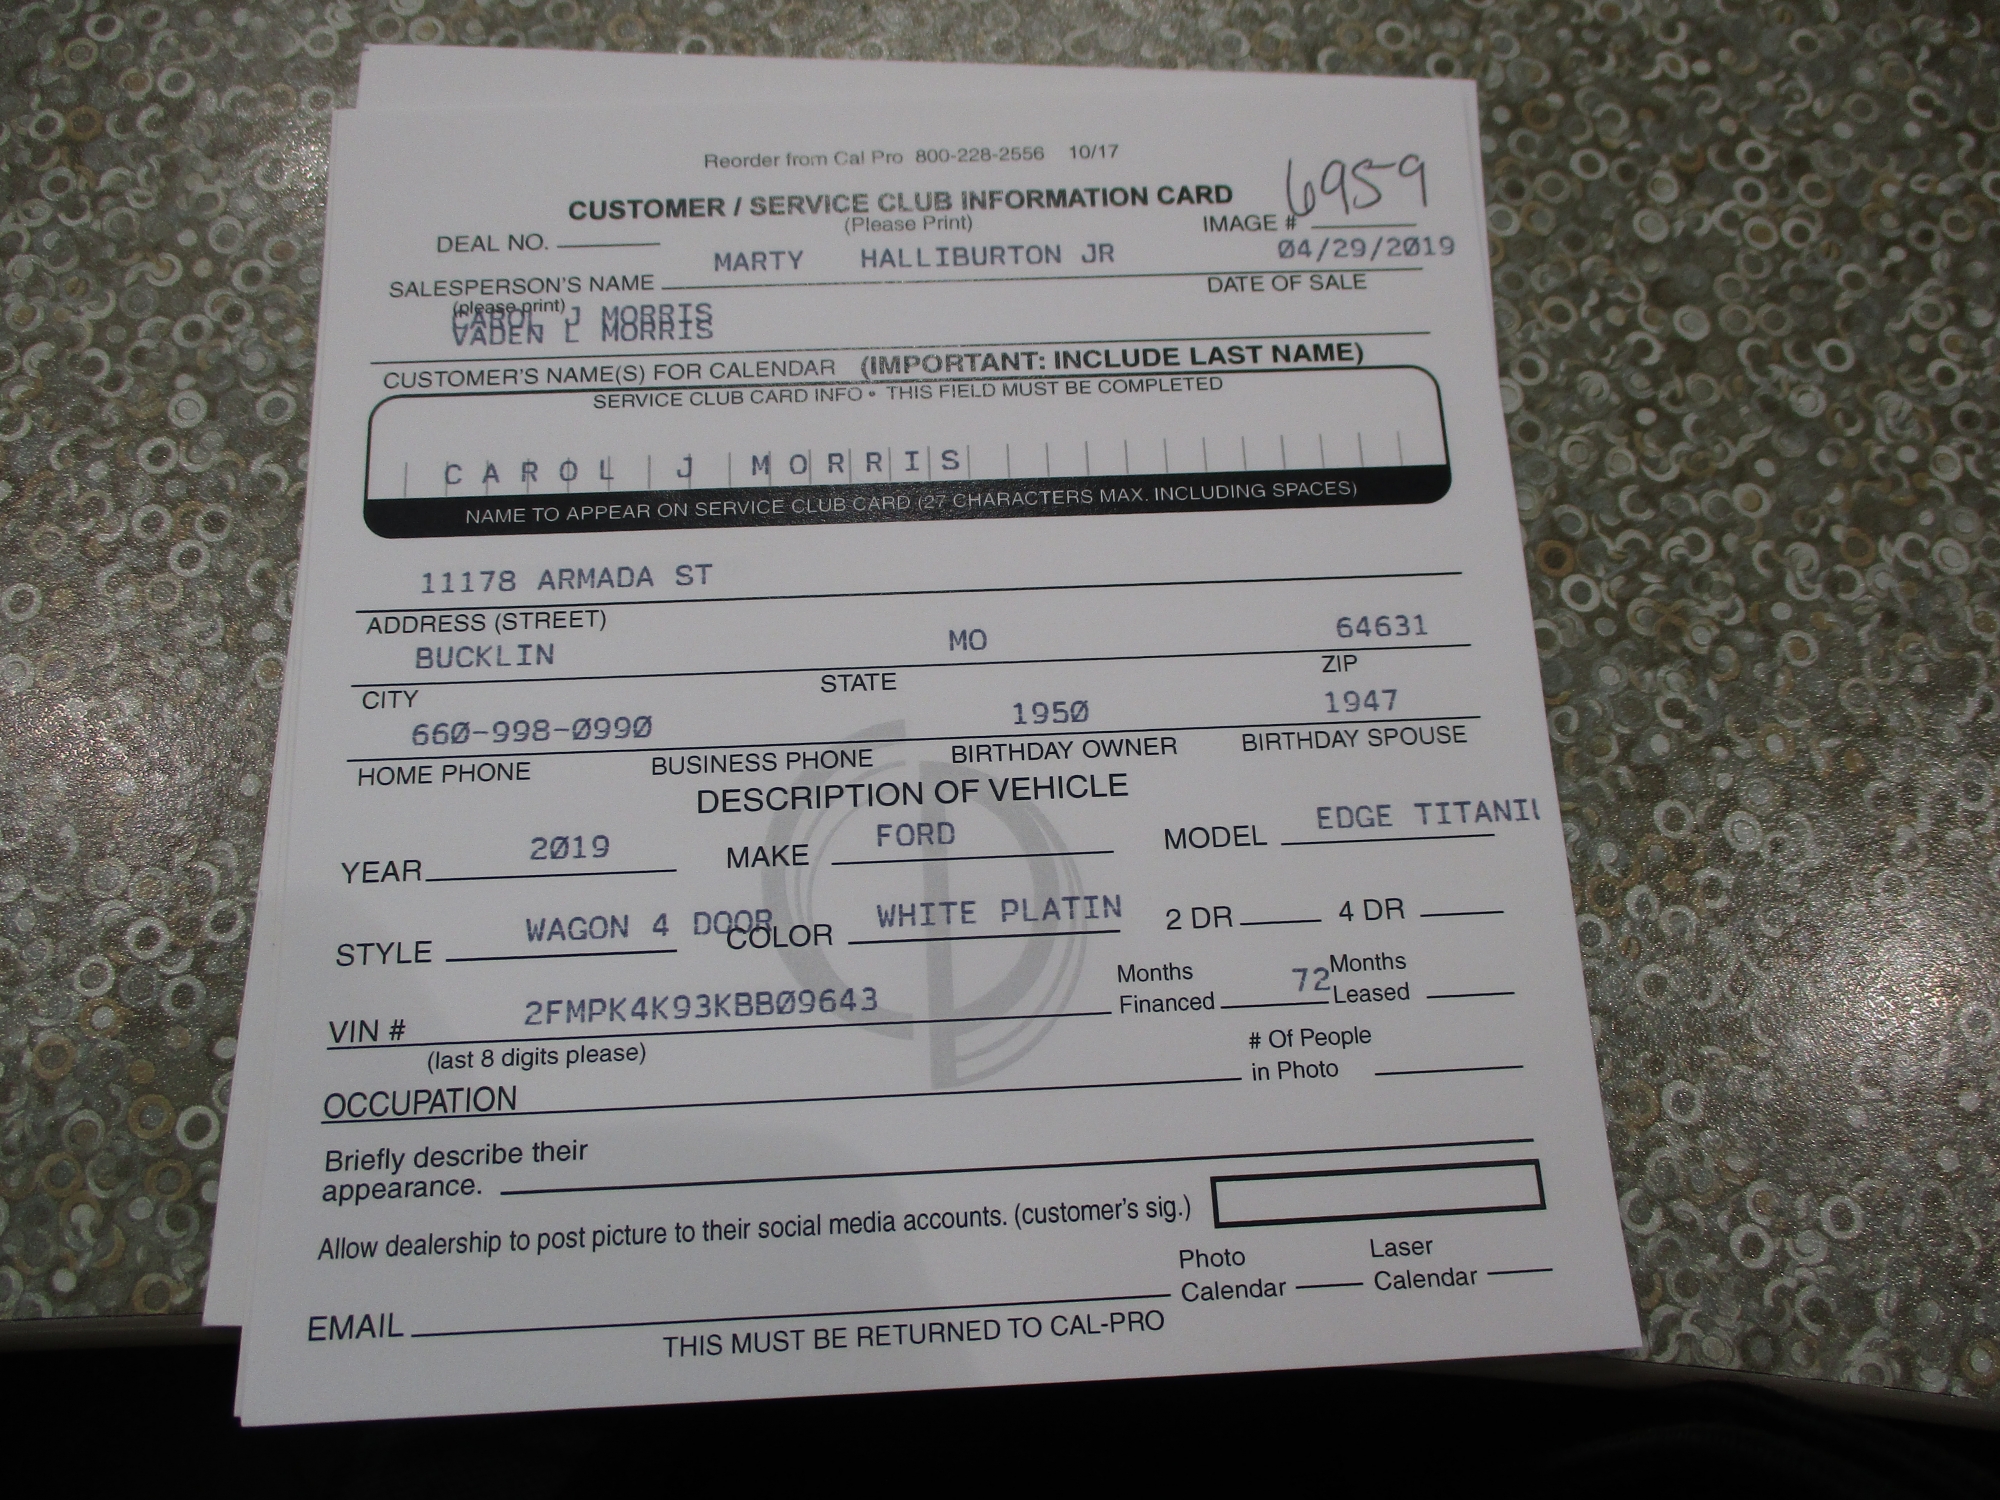 Reorder from Cal Pro 800-228-2556 10/17
CUSTOMER / SERVICE CLUB INFORMATION CARD
(Please Print)
IMAGE # 6959
DEAL NO.
MARTY HALLIBURTON JR 04/29/2019
SALESPERSON'S NAME DATE OF SALE
(please print)
CAROL J MORRIS
VADEN L MORRIS
CUSTOMER'S NAME(S) FOR CALENDAR (IMPORTANT: INCLUDE LAST NAME)
SERVICE CLUB CARD INFO • THIS FIELD MUST BE COMPLETED
CAROL J MORRIS
NAME TO APPEAR ON SERVICE CLUB CARD (27 CHARACTERS MAX. INCLUDING SPACES)
11178 ARMADA ST
ADDRESS (STREET)
BUCKLIN MO 64631
CITY STATE ZIP
660-998-0990 1950 1947
HOME PHONE BUSINESS PHONE BIRTHDAY OWNER BIRTHDAY SPOUSE
DESCRIPTION OF VEHICLE
YEAR 2019 MAKE FORD MODEL EDGE TITANIU
STYLE WAGON 4 DOOR COLOR WHITE PLATIN 2 DR 4 DR
VIN # 2FMPK4K93KBB09643 Months Financed 72 Months Leased
(last 8 digits please)
OCCUPATION # Of People in Photo
Briefly describe their
appearance.
Allow dealership to post picture to their social media accounts. (customer's sig.)
EMAIL Photo Calendar Laser Calendar
THIS MUST BE RETURNED TO CAL-PRO